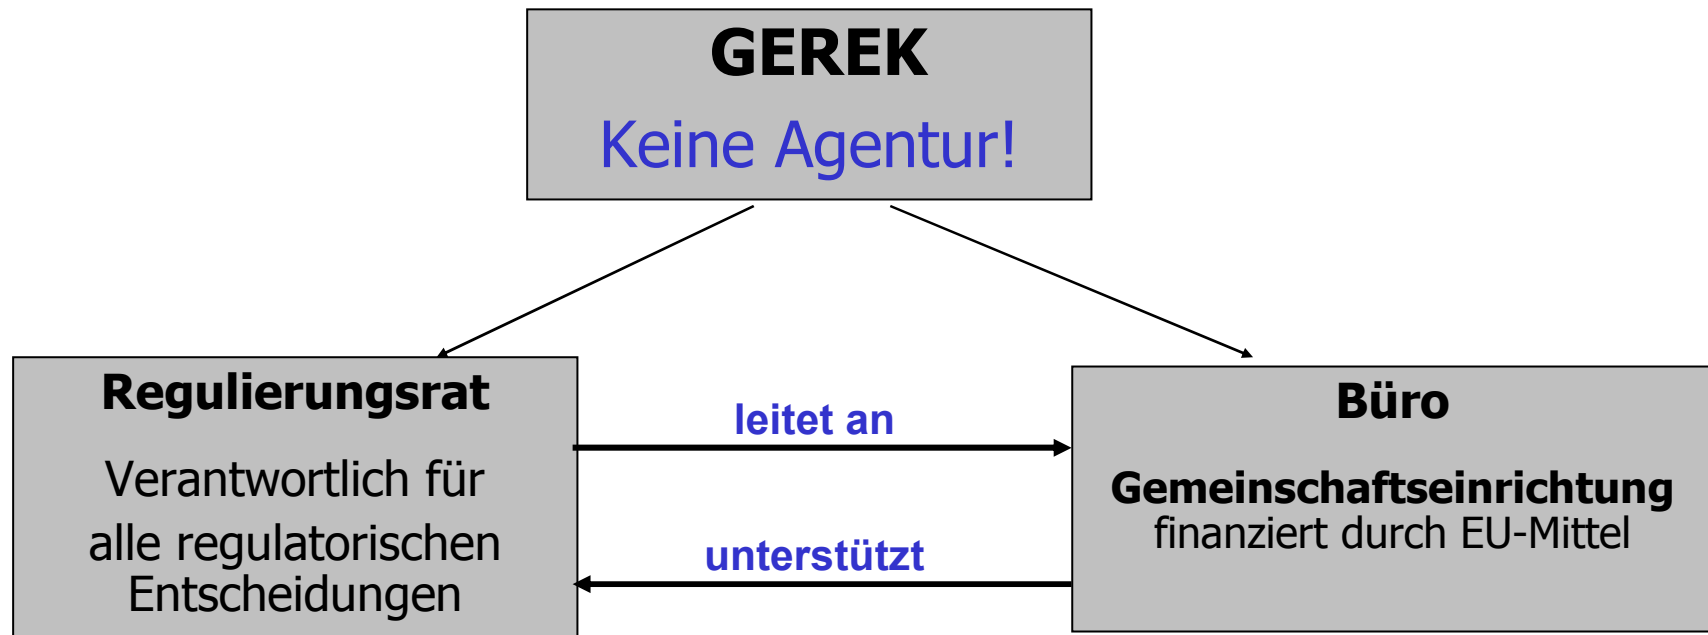 GEREK
Keine Agentur!
Regulierungsrat
Verantwortlich für
alle regulatorischen
Entscheidungen
leitet an
unterstützt
Büro
Gemeinschaftseinrichtung
finanziert durch EU-Mittel